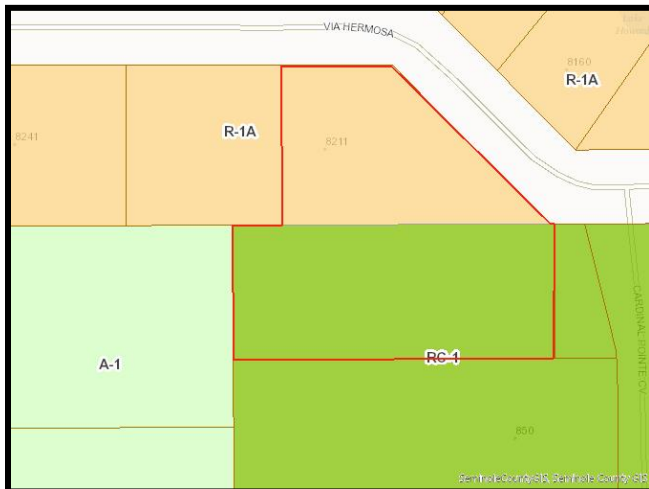 VIA HERMOSA
8160
R-1A
8241
R-1A
8211
A-1
RC-1
CARDINAL POINTE CV
850
SeminoleCountyGIS, Seminole County GIS